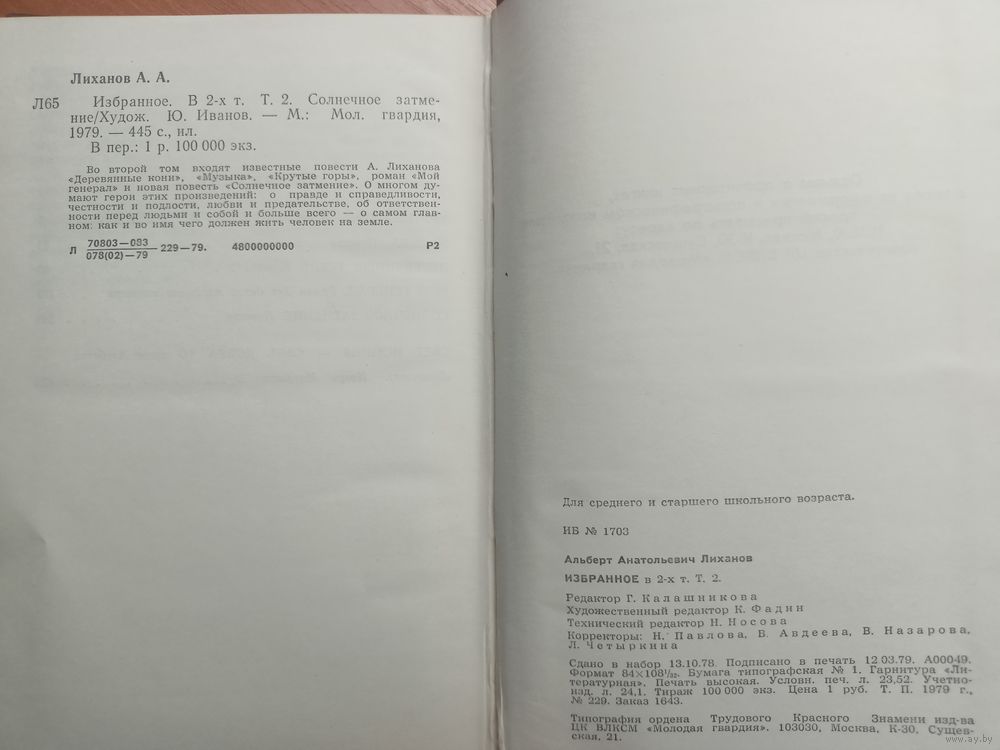 Лиханов А. А.
Л65 Избранное. В 2-х т. Т. 2. Солнечное затме-
ние/Худож. Ю. Иванов. — М.: Мол. гвардия,
1979. — 445 с., ил.
В пер.: 1 р. 100 000 экз.
Во второй том входят известные повести А. Лиханова
«Деревянные кони», «Музыка», «Крутые горы», роман «Мой
генерал» и новая повесть «Солнечное затмение». О многом ду-
мают герои этих произведений: о правде и справедливости,
честности и подлости, любви и предательстве, об ответствен-
ности перед людьми и собой и больше всего — о самом глав-
ном: как и во имя чего должен жить человек на земле.
Л 70803—083
078(02)—79 229—79. 4800000000 Р2
Для среднего и старшего школьного возраста.
ИБ № 1703
Альберт Анатольевич Лиханов
ИЗБРАННОЕ в 2-х т. Т. 2.
Редактор Г. Калашникова
Художественный редактор К. Фадин
Технический редактор Н. Носова
Корректоры: Н. Павлова, В. Авдеева, В. Назарова,
Л. Четыркина
Сдано в набор 13.10.78. Подписано в печать 12 03.79. А00049.
Формат 84×108¹/₃₂. Бумага типографская № 1. Гарнитура «Ли-
тературная». Печать высокая. Условн. печ. л. 23,52. Учетно-
изд. л. 24,1. Тираж 100 000 экз. Цена 1 руб. Т. П. 1979 г.,
№ 229. Заказ 1643.
Типография ордена Трудового Красного Знамени изд-ва
ЦК ВЛКСМ «Молодая гвардия». 103030, Москва, К-30, Сущев-
ская, 21.
www.ay.by